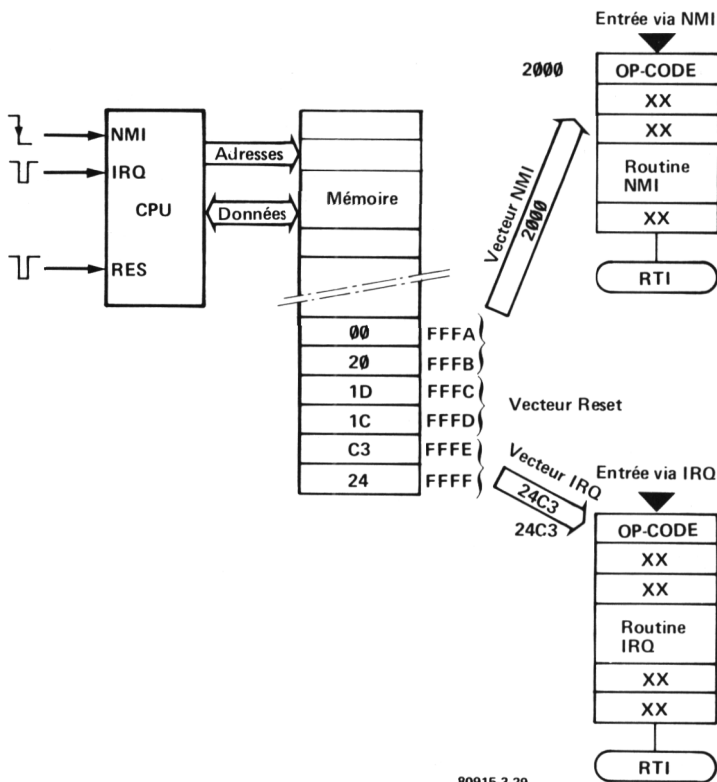 Entrée via NMI
2000
OP-CODE
XX
XX
Routine
NMI
XX
RTI
NMI
IRQ
CPU
RES
Adresses
Données
Mémoire
Vecteur NMI
2000
00 FFFA
20 FFFB
1D FFFC
1C FFFD
C3 FFFE
24 FFFF
Vecteur Reset
Vecteur IRQ
24C3
24C3
Entrée via IRQ
OP-CODE
XX
XX
Routine
IRQ
XX
XX
RTI
80915-3-29